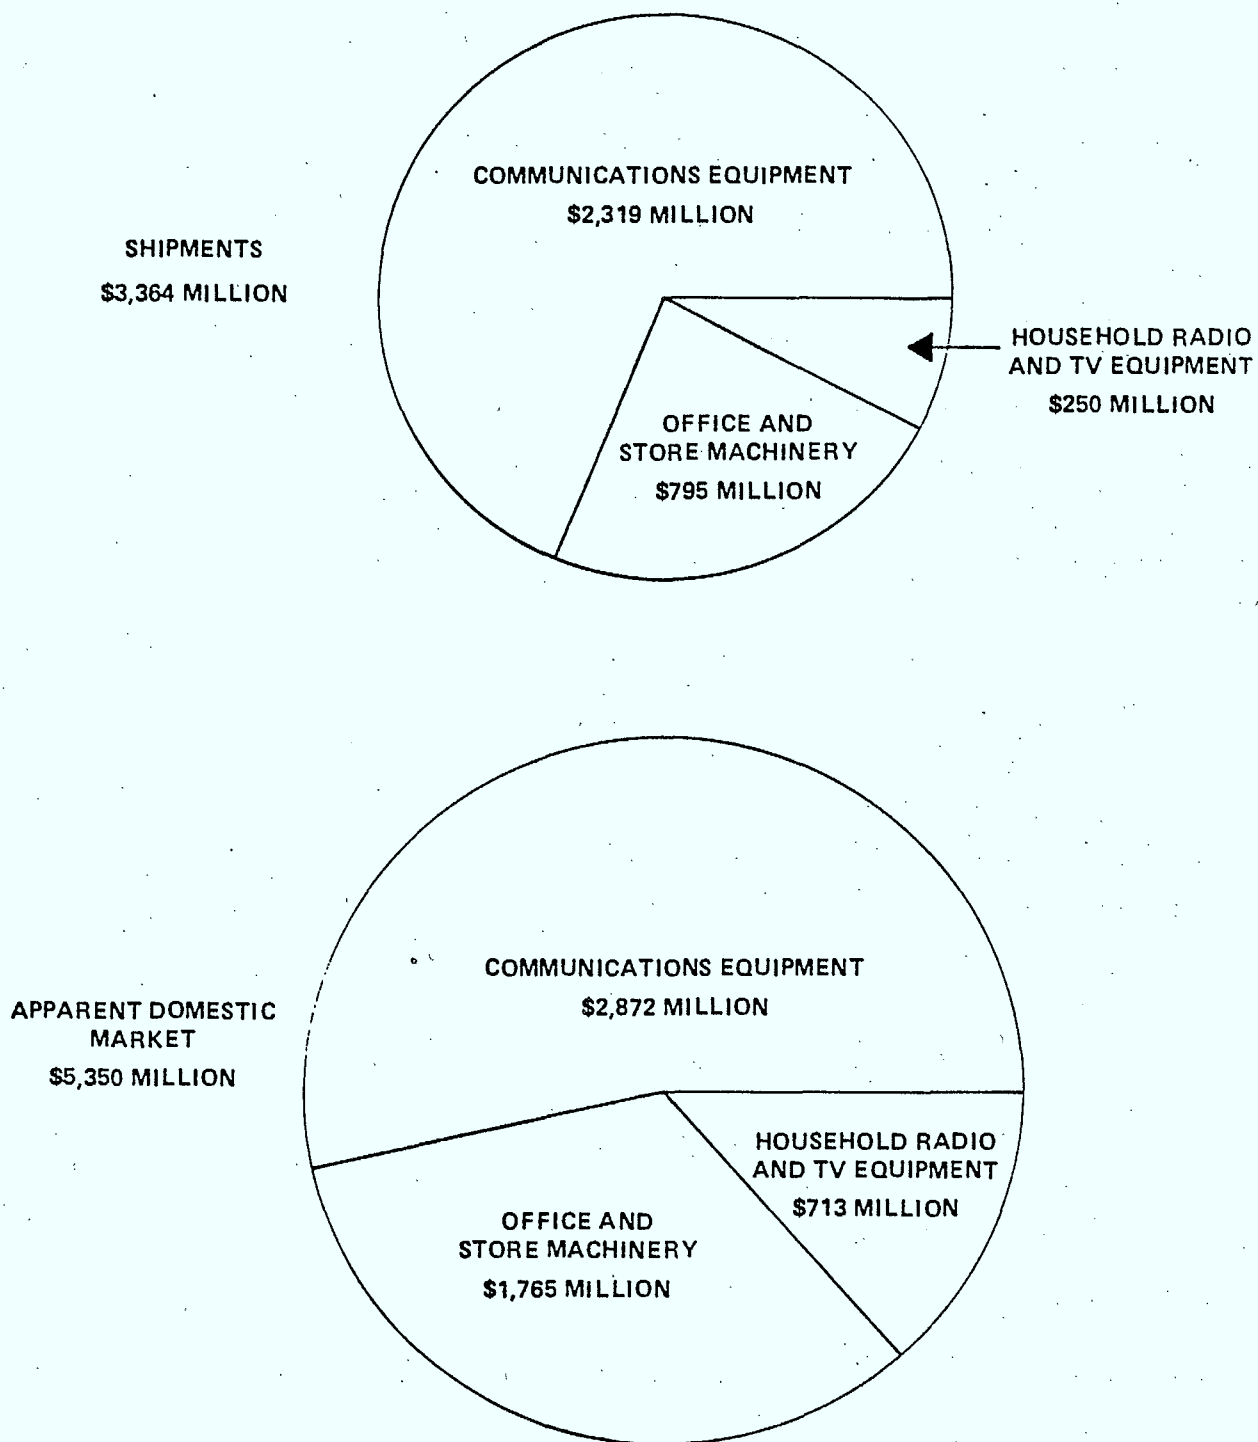 COMMUNICATIONS EQUIPMENT
$2,319 MILLION
SHIPMENTS
$3,364 MILLION
HOUSEHOLD RADIO
AND TV EQUIPMENT
$250 MILLION
OFFICE AND
STORE MACHINERY
$795 MILLION
COMMUNICATIONS EQUIPMENT
$2,872 MILLION
APPARENT DOMESTIC
MARKET
$5,350 MILLION
HOUSEHOLD RADIO
AND TV EQUIPMENT
$713 MILLION
OFFICE AND
STORE MACHINERY
$1,765 MILLION